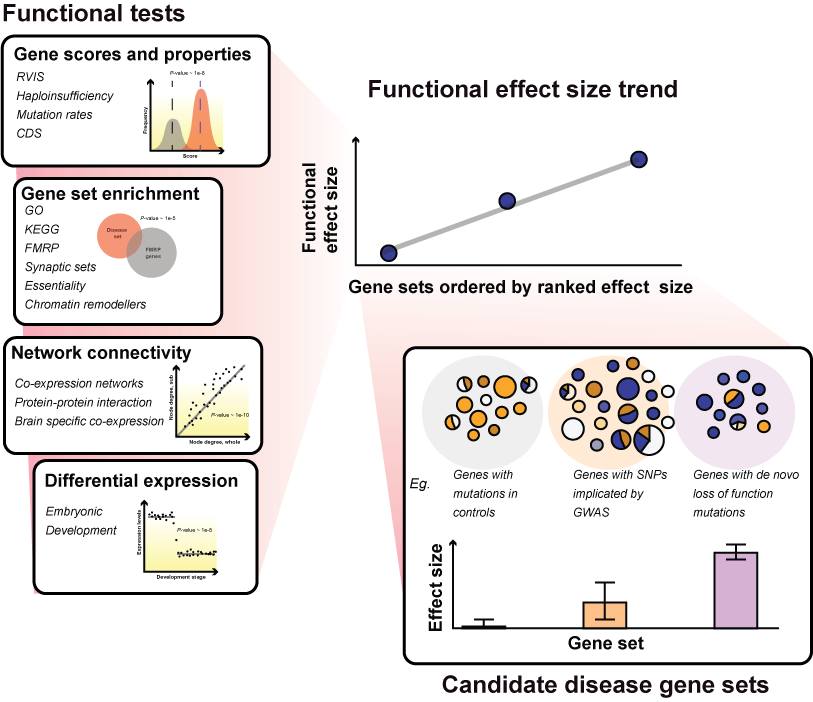 Functional tests
Gene scores and properties
RVIS
Haploinsufficiency
Mutation rates
CDS
P-value ~ 1e-8
Frequency
Score
Gene set enrichment
GO
KEGG
FMRP
Synaptic sets
Essentiality
Chromatin remodellers
P-value ~ 1e-5
Disease
set
FMRP
genes
Network connectivity
Co-expression networks
Protein-protein interaction
Brain specific co-expression
Node degree, sub
P-value ~ 1e-10
Node degree, whole
Differential expression
Embryonic
Development
Expression levels
P-value ~ 1e-8
Development stage
Functional effect size trend
Functional
effect size
Gene sets ordered by ranked effect size
Eg.
Genes with
mutations in
controls
Genes with SNPs
implicated by
GWAS
Genes with de novo
loss of function
mutations
Effect size
Gene set
Candidate disease gene sets